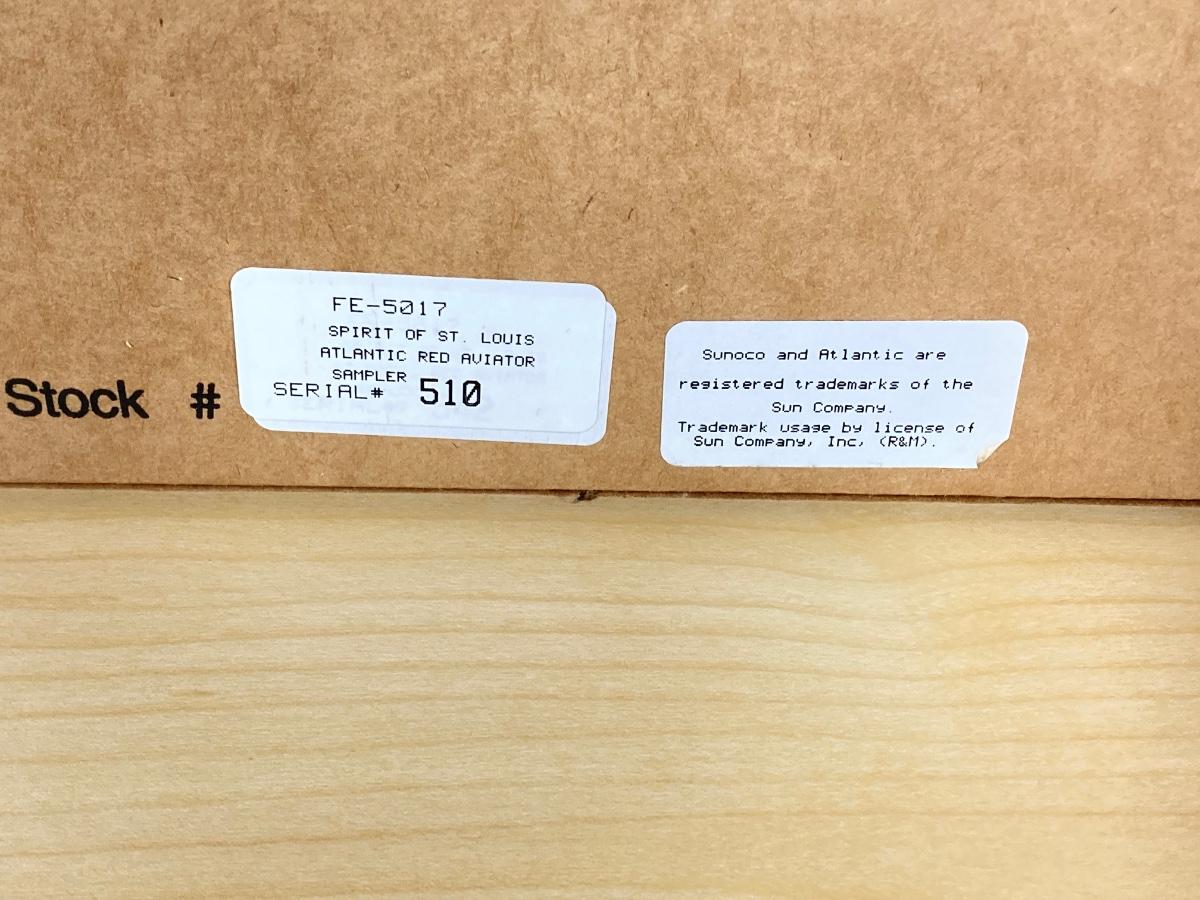 Stock #
FE-5017
SPIRIT OF ST. LOUIS
ATLANTIC RED AVIATOR
SAMPLER
SERIAL# 510
Sunoco and Atlantic are
registered trademarks of the
Sun Company.
Trademark usage by license of
Sun Company, Inc, (R&M).